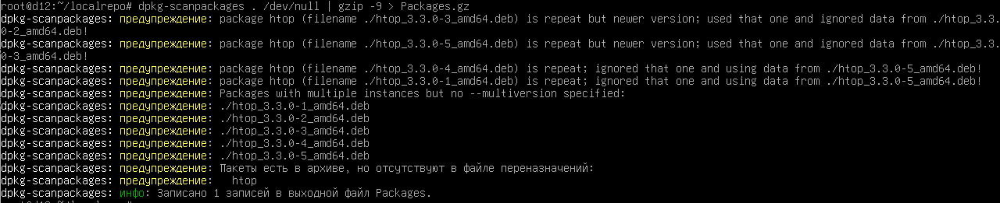 root@d12:~/localrepo# dpkg-scanpackages . /dev/null | gzip -9 > Packages.gz
dpkg-scanpackages: предупреждение: package htop (filename ./htop_3.3.0-3_amd64.deb) is repeat but newer version; used that one and ignored data from ./htop_3.3.
0-2_amd64.deb!
dpkg-scanpackages: предупреждение: package htop (filename ./htop_3.3.0-5_amd64.deb) is repeat but newer version; used that one and ignored data from ./htop_3.3.
0-3_amd64.deb!
dpkg-scanpackages: предупреждение: package htop (filename ./htop_3.3.0-4_amd64.deb) is repeat; ignored that one and using data from ./htop_3.3.0-5_amd64.deb!
dpkg-scanpackages: предупреждение: package htop (filename ./htop_3.3.0-1_amd64.deb) is repeat; ignored that one and using data from ./htop_3.3.0-5_amd64.deb!
dpkg-scanpackages: предупреждение: Packages with multiple instances but no --multiversion specified:
dpkg-scanpackages: предупреждение: ./htop_3.3.0-1_amd64.deb
dpkg-scanpackages: предупреждение: ./htop_3.3.0-2_amd64.deb
dpkg-scanpackages: предупреждение: ./htop_3.3.0-3_amd64.deb
dpkg-scanpackages: предупреждение: ./htop_3.3.0-4_amd64.deb
dpkg-scanpackages: предупреждение: ./htop_3.3.0-5_amd64.deb
dpkg-scanpackages: предупреждение: Пакеты есть в архиве, но отсутствуют в файле переназначений:
dpkg-scanpackages: предупреждение:   htop
dpkg-scanpackages: инфо: Записано 1 записей в выходной файл Packages.